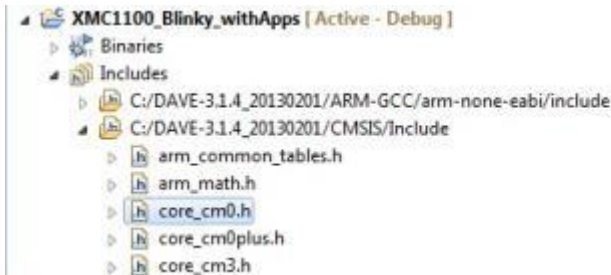 XMC1100_Blinky_withApps [ Active - Debug ]
Binaries
Includes
C:/DAVE-3.1.4_20130201/ARM-GCC/arm-none-eabi/include
C:/DAVE-3.1.4_20130201/CMSIS/Include
arm_common_tables.h
arm_math.h
core_cm0.h
core_cm0plus.h
core_cm3.h